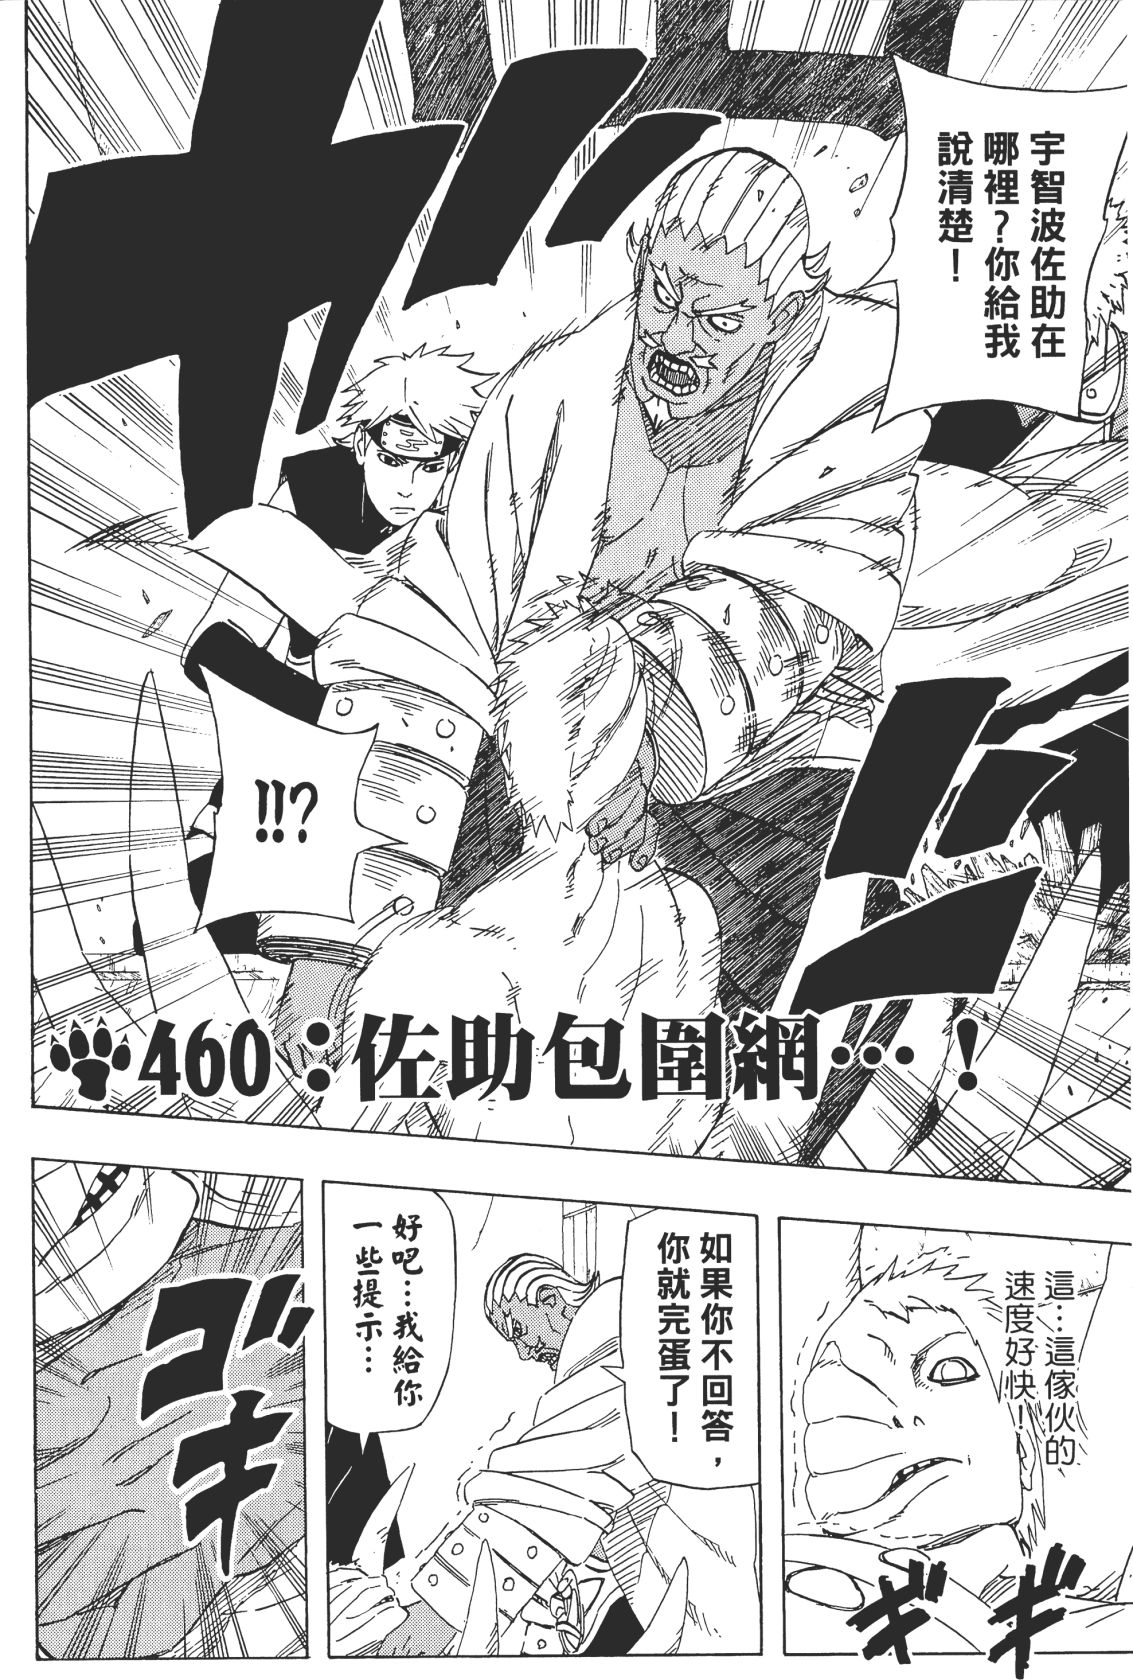 宇智波佐助在
哪裡？你給我
說清楚！
!!?
460：佐助包圍網…！
這…這傢伙的
速度好快！
ギギ
如果你不回答，
你就完蛋了！
好吧…我給你
一些提示…
ゴキ